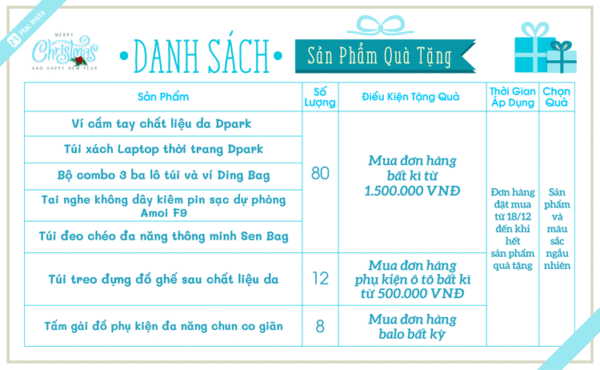 Mac Insta
MERRY
Christmas
AND HAPPY NEW YEAR
• DANH SÁCH •
Sản Phẩm Quà Tặng
Sản Phẩm
Số
Lượng
Điều Kiện Tặng Quà
Thời Gian
Áp Dụng
Chọn
Quà
Ví cầm tay chất liệu da Dpark
Túi xách Laptop thời trang Dpark
Bộ combo 3 ba lô túi và ví Ding Bag
Tai nghe không dây kiêm pin sạc dự phòng
Amoi F9
Túi đeo chéo đa năng thông minh Sen Bag
80
Mua đơn hàng
bất kì từ
1.500.000 VNĐ
Túi treo đựng đồ ghế sau chất liệu da
12
Mua đơn hàng
phụ kiện ô tô bất kì
từ 500.000 VNĐ
Tấm gài đồ phụ kiện đa năng chun co giãn
8
Mua đơn hàng
balo bất kỳ
Đơn hàng
đặt mua
từ 18/12
đến khi
hết
sản phẩm
quà tặng
Sản
phẩm
và
màu
sắc
ngẫu
nhiên